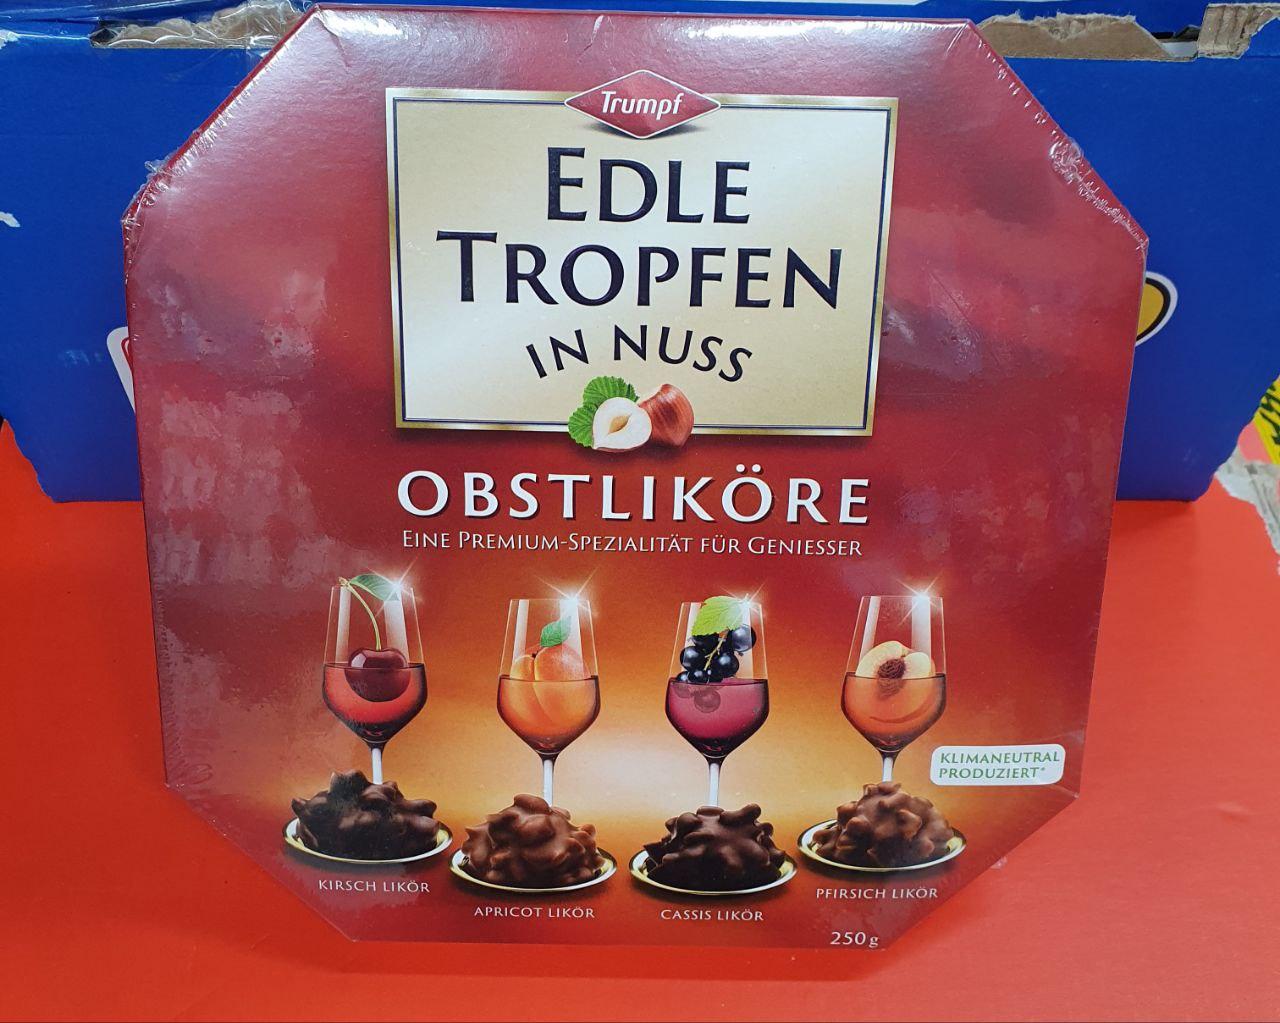 Trumpf
EDLE
TROPFEN
IN NUSS
OBSTLIKÖRE
EINE PREMIUM-SPEZIALITÄT FÜR GENIESSER
KLIMANEUTRAL
PRODUZIERT*
KIRSCH LIKÖR
APRICOT LIKÖR
CASSIS LIKÖR
PFIRSICH LIKÖR
250 g